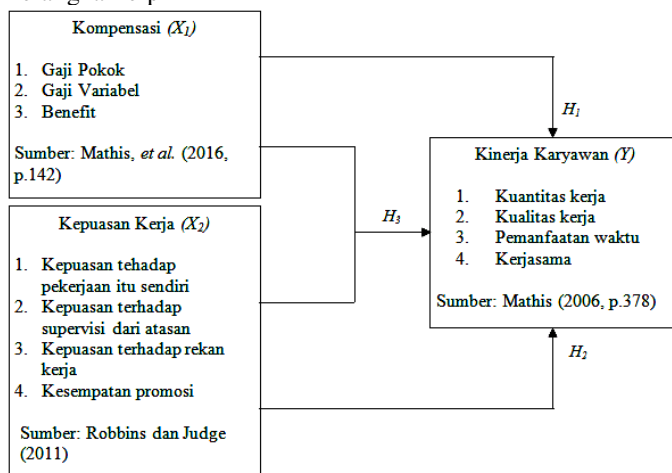 Kompensasi (X1)
1. Gaji Pokok
2. Gaji Variabel
3. Benefit
Sumber: Mathis, et al. (2016,
p.142)
Kepuasan Kerja (X2)
1. Kepuasan tehadap
pekerjaan itu sendiri
2. Kepuasan terhadap
supervisi dari atasan
3. Kepuasan terhadap rekan
kerja
4. Kesempatan promosi
Sumber: Robbins dan Judge
(2011)
H1
H3
H2
Kinerja Karyawan (Y)
1. Kuantitas kerja
2. Kualitas kerja
3. Pemanfaatan waktu
4. Kerjasama
Sumber: Mathis (2006, p.378)